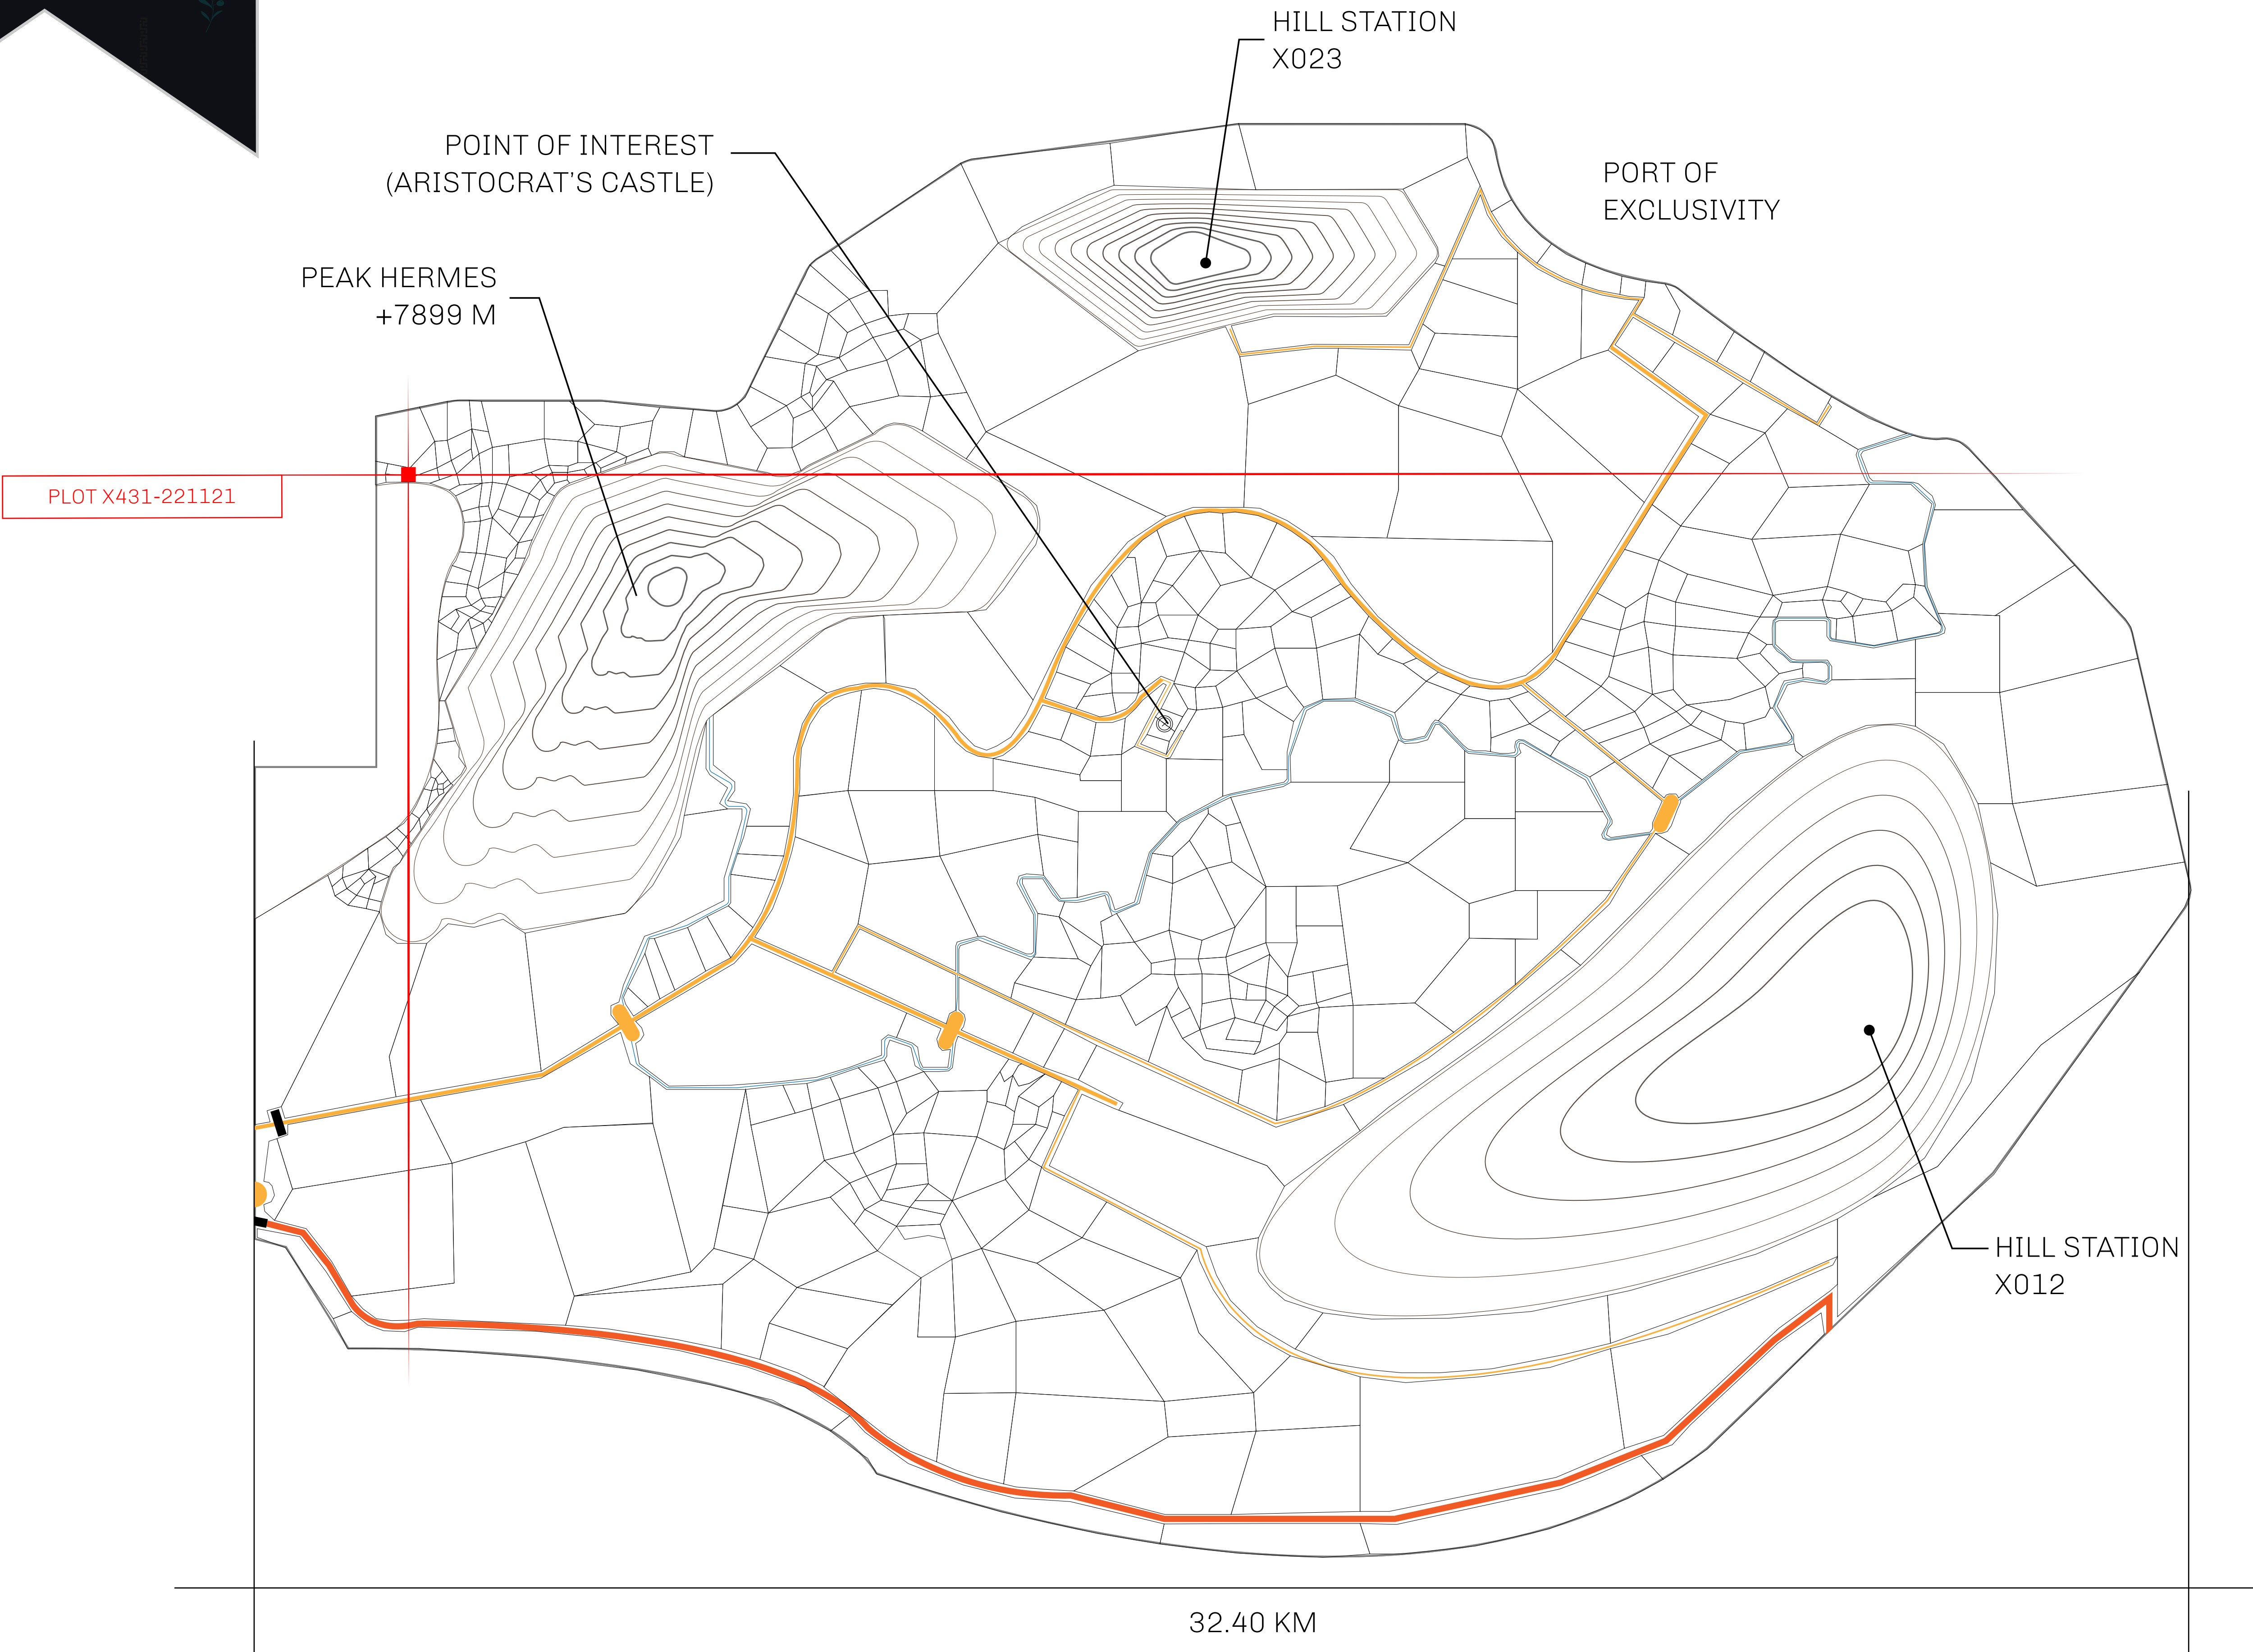 HILL STATION
X023
POINT OF INTEREST
(ARISTOCRAT'S CASTLE)
PORT OF
EXCLUSIVITY
PEAK HERMES
+7899 M
PLOT X431-221121
HILL STATION
X012
32.40 KM